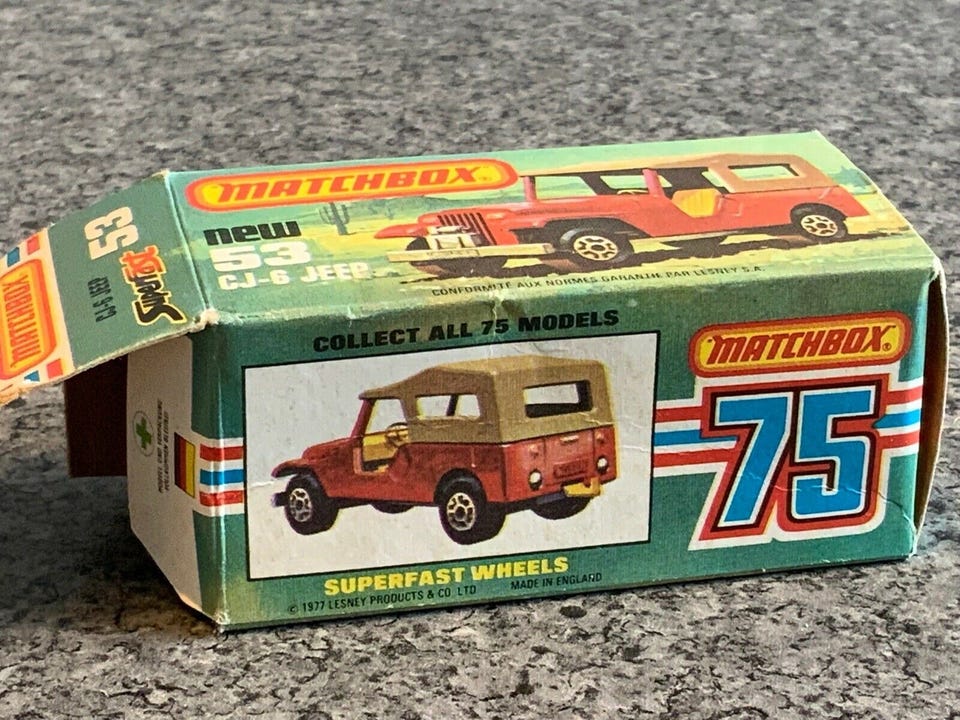 MATCHBOX
new
53
CJ-6 JEEP
CONFORMITÉ AUX NORMES GARANTIE PAR LESNEY S.A.
MATCHBOX
CJ-6 JEEP
53
Superfast
COLLECT ALL 75 MODELS
MATCHBOX
75
SUPERFAST WHEELS
© 1977 LESNEY PRODUCTS & CO. LTD MADE IN ENGLAND